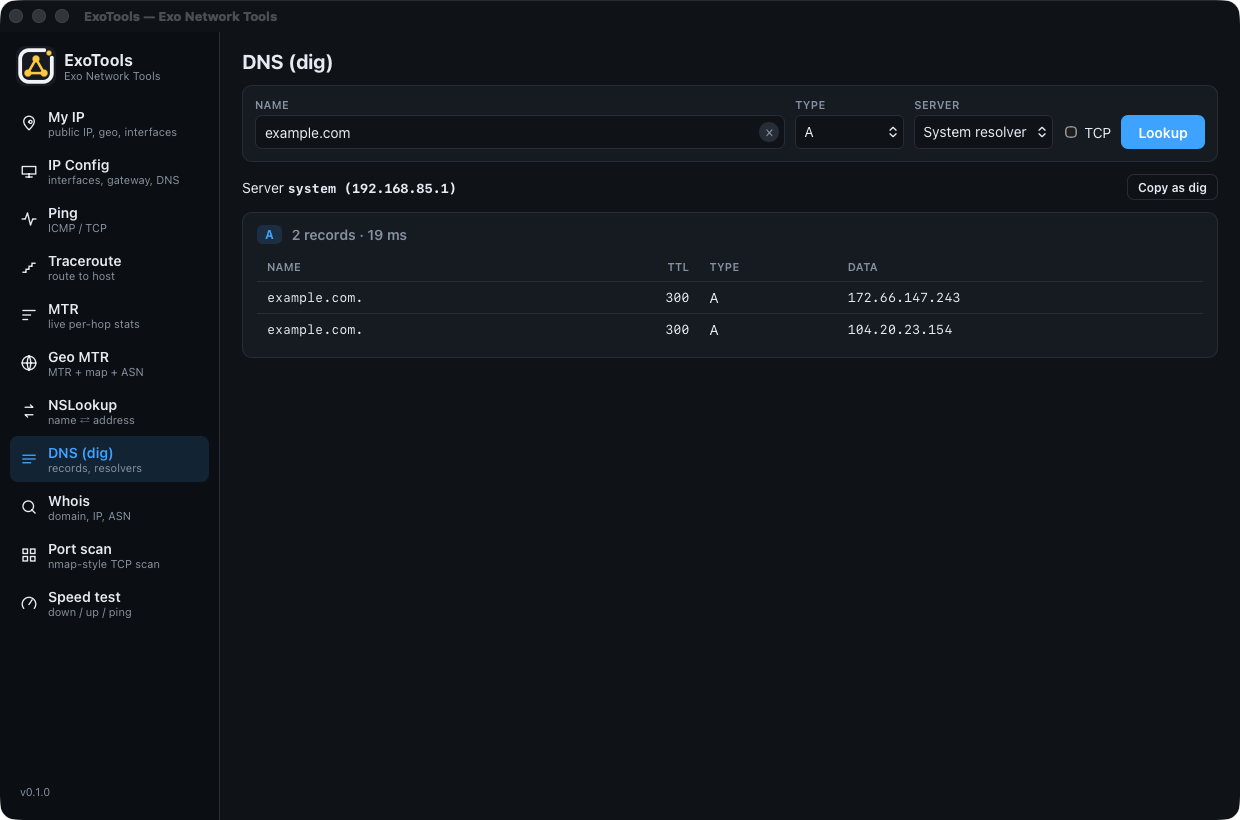 ExoTools — Exo Network Tools
ExoTools
Exo Network Tools
My IP
public IP, geo, interfaces
IP Config
interfaces, gateway, DNS
Ping
ICMP / TCP
Traceroute
route to host
MTR
live per-hop stats
Geo MTR
MTR + map + ASN
NSLookup
name ⇄ address
DNS (dig)
records, resolvers
Whois
domain, IP, ASN
Port scan
nmap-style TCP scan
Speed test
down / up / ping
v0.1.0
DNS (dig)
NAME TYPE SERVER
example.com A System resolver TCP Lookup
Server system (192.168.85.1) Copy as dig
A 2 records · 19 ms
NAME TTL TYPE DATA
example.com. 300 A 172.66.147.243
example.com. 300 A 104.20.23.154